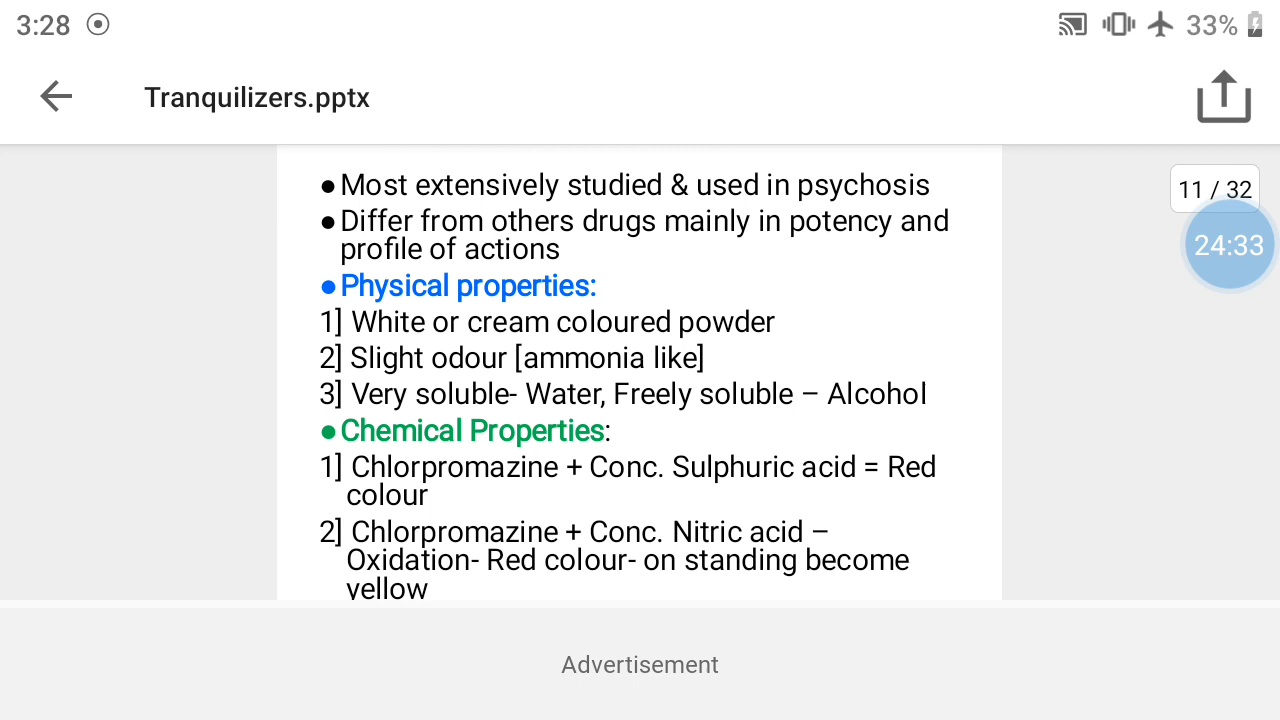 3:28
33%
Tranquilizers.pptx
11 / 32
24:33
●Most extensively studied & used in psychosis
●Differ from others drugs mainly in potency and
profile of actions
●Physical properties:
1] White or cream coloured powder
2] Slight odour [ammonia like]
3] Very soluble- Water, Freely soluble – Alcohol
●Chemical Properties:
1] Chlorpromazine + Conc. Sulphuric acid = Red
colour
2] Chlorpromazine + Conc. Nitric acid –
Oxidation- Red colour- on standing become
yellow
Advertisement